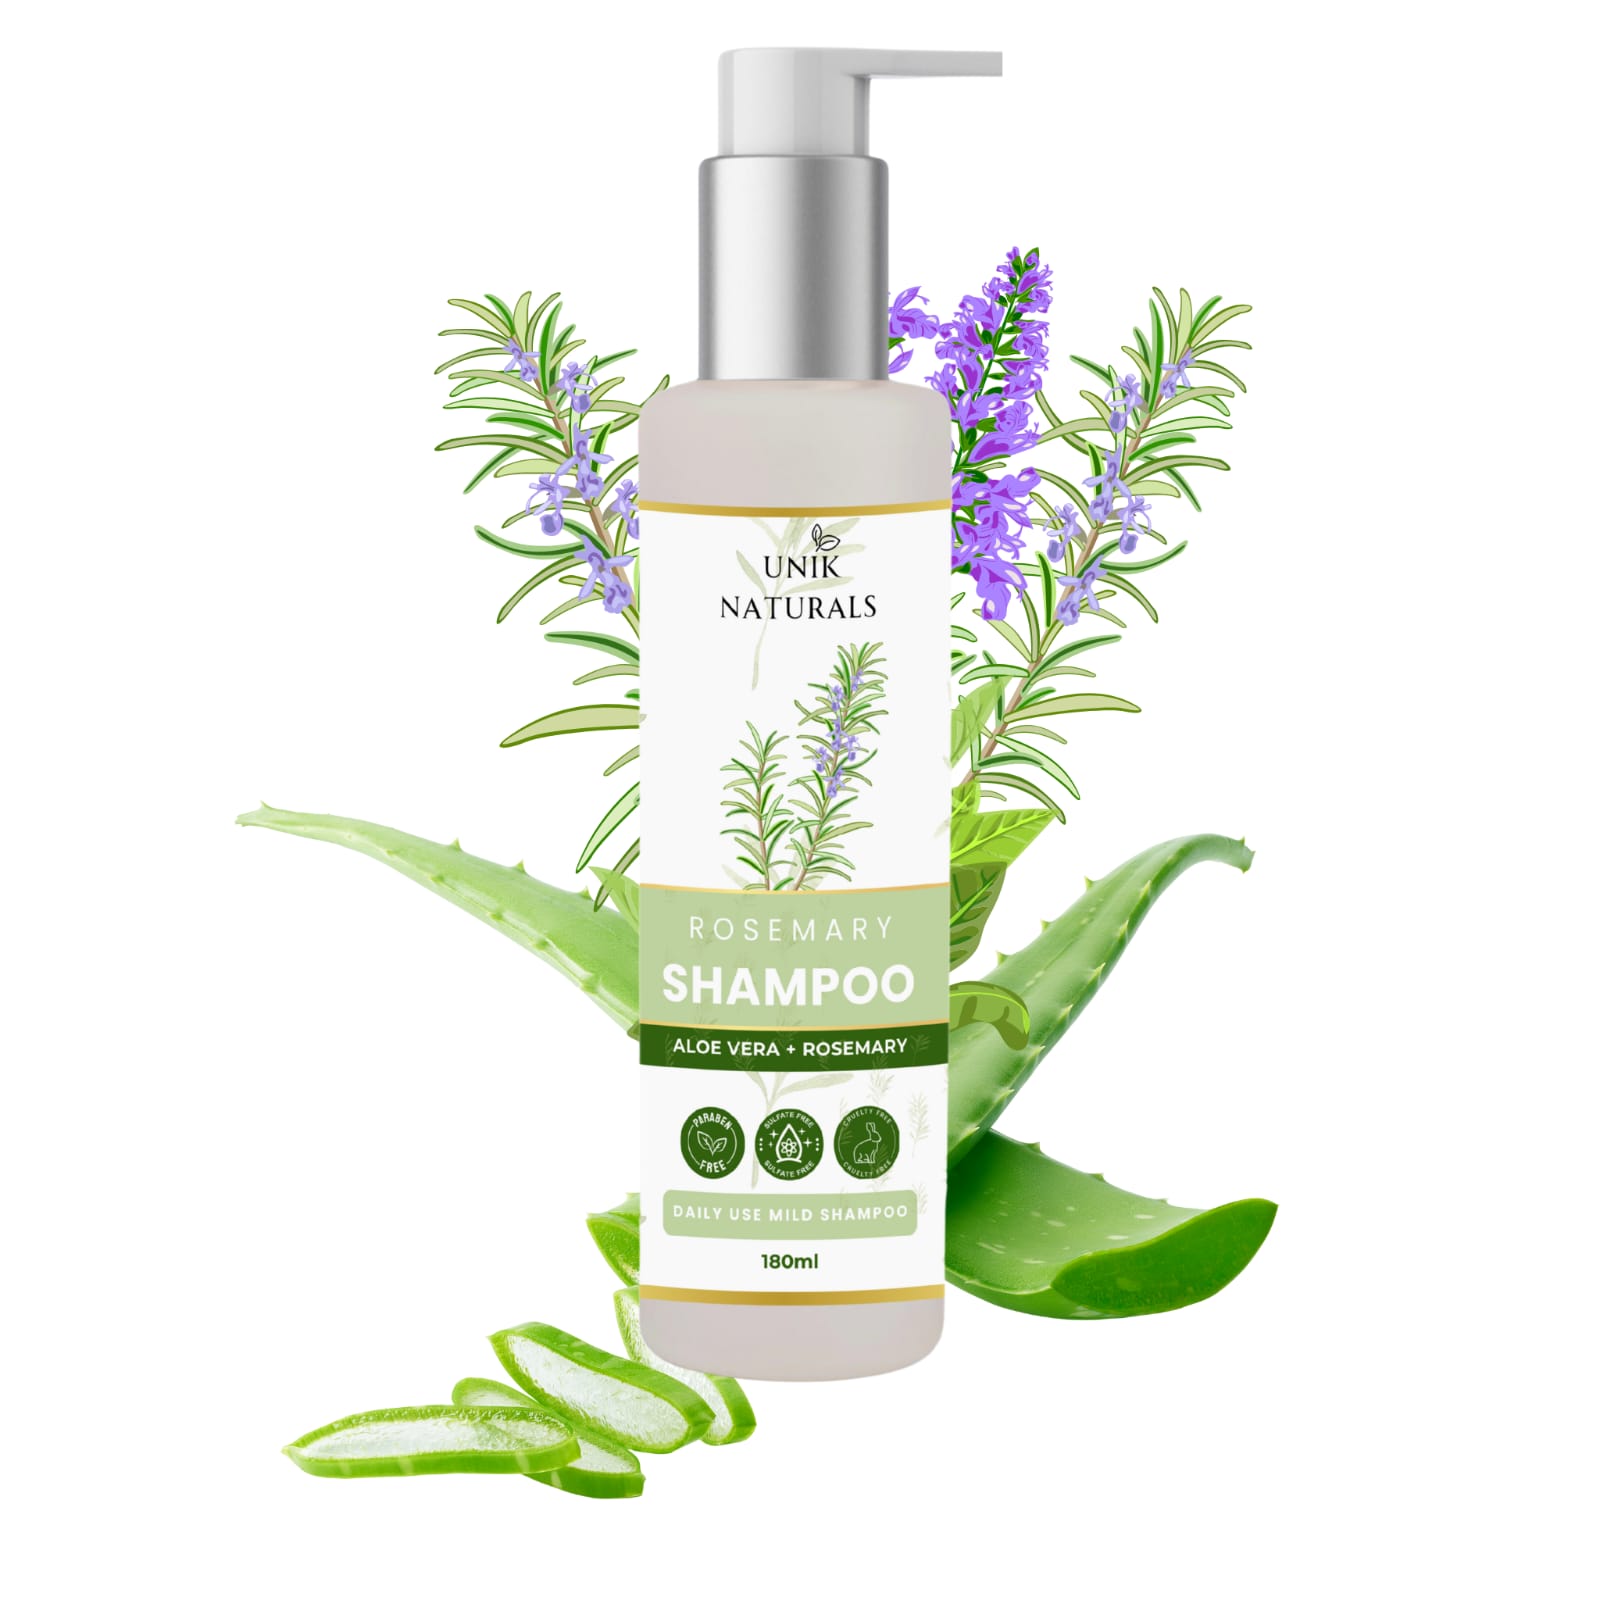 UNIK
NATURALS
ROSEMARY
SHAMPOO
ALOE VERA + ROSEMARY
PARABEN
FREE
SULFATE FREE
SULFATE FREE
CRUELTY FREE
CRUELTY FREE
DAILY USE MILD SHAMPOO
180ml